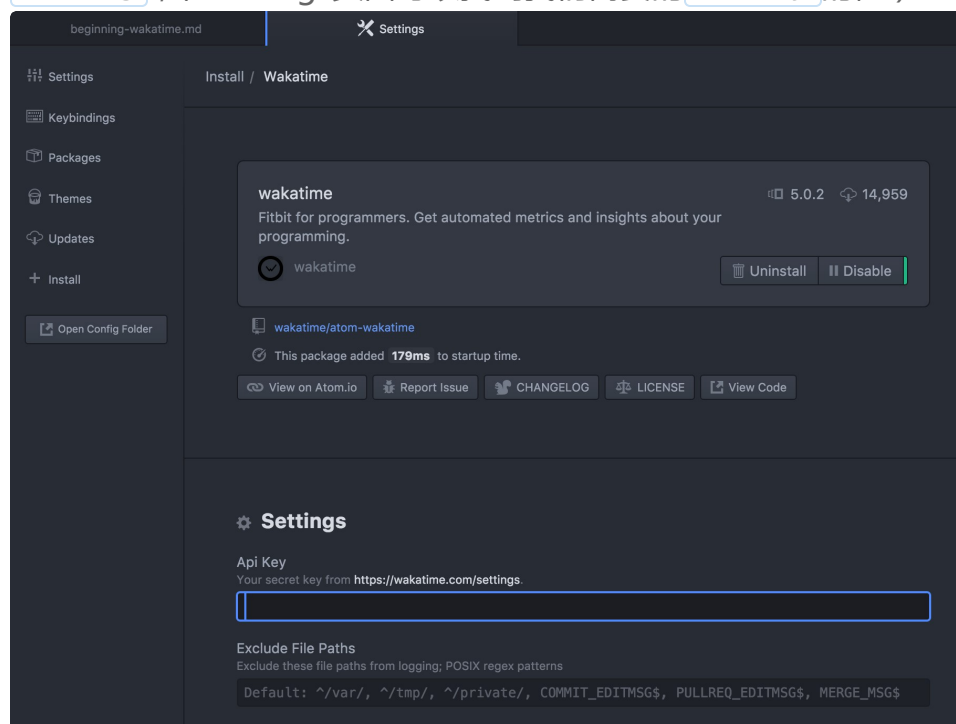 beginning-wakatime.md
Settings
Settings
Keybindings
Packages
Themes
Updates
Install
Open Config Folder
Install / Wakatime
wakatime 5.0.2 14,959
Fitbit for programmers. Get automated metrics and insights about your
programming.
wakatime
Uninstall Disable
wakatime/atom-wakatime
This package added 179ms to startup time.
View on Atom.io Report Issue CHANGELOG LICENSE View Code
Settings
Api Key
Your secret key from https://wakatime.com/settings.
Exclude File Paths
Exclude these file paths from logging; POSIX regex patterns
Default: ^/var/, ^/tmp/, ^/private/, COMMIT_EDITMSG$, PULLREQ_EDITMSG$, MERGE_MSG$